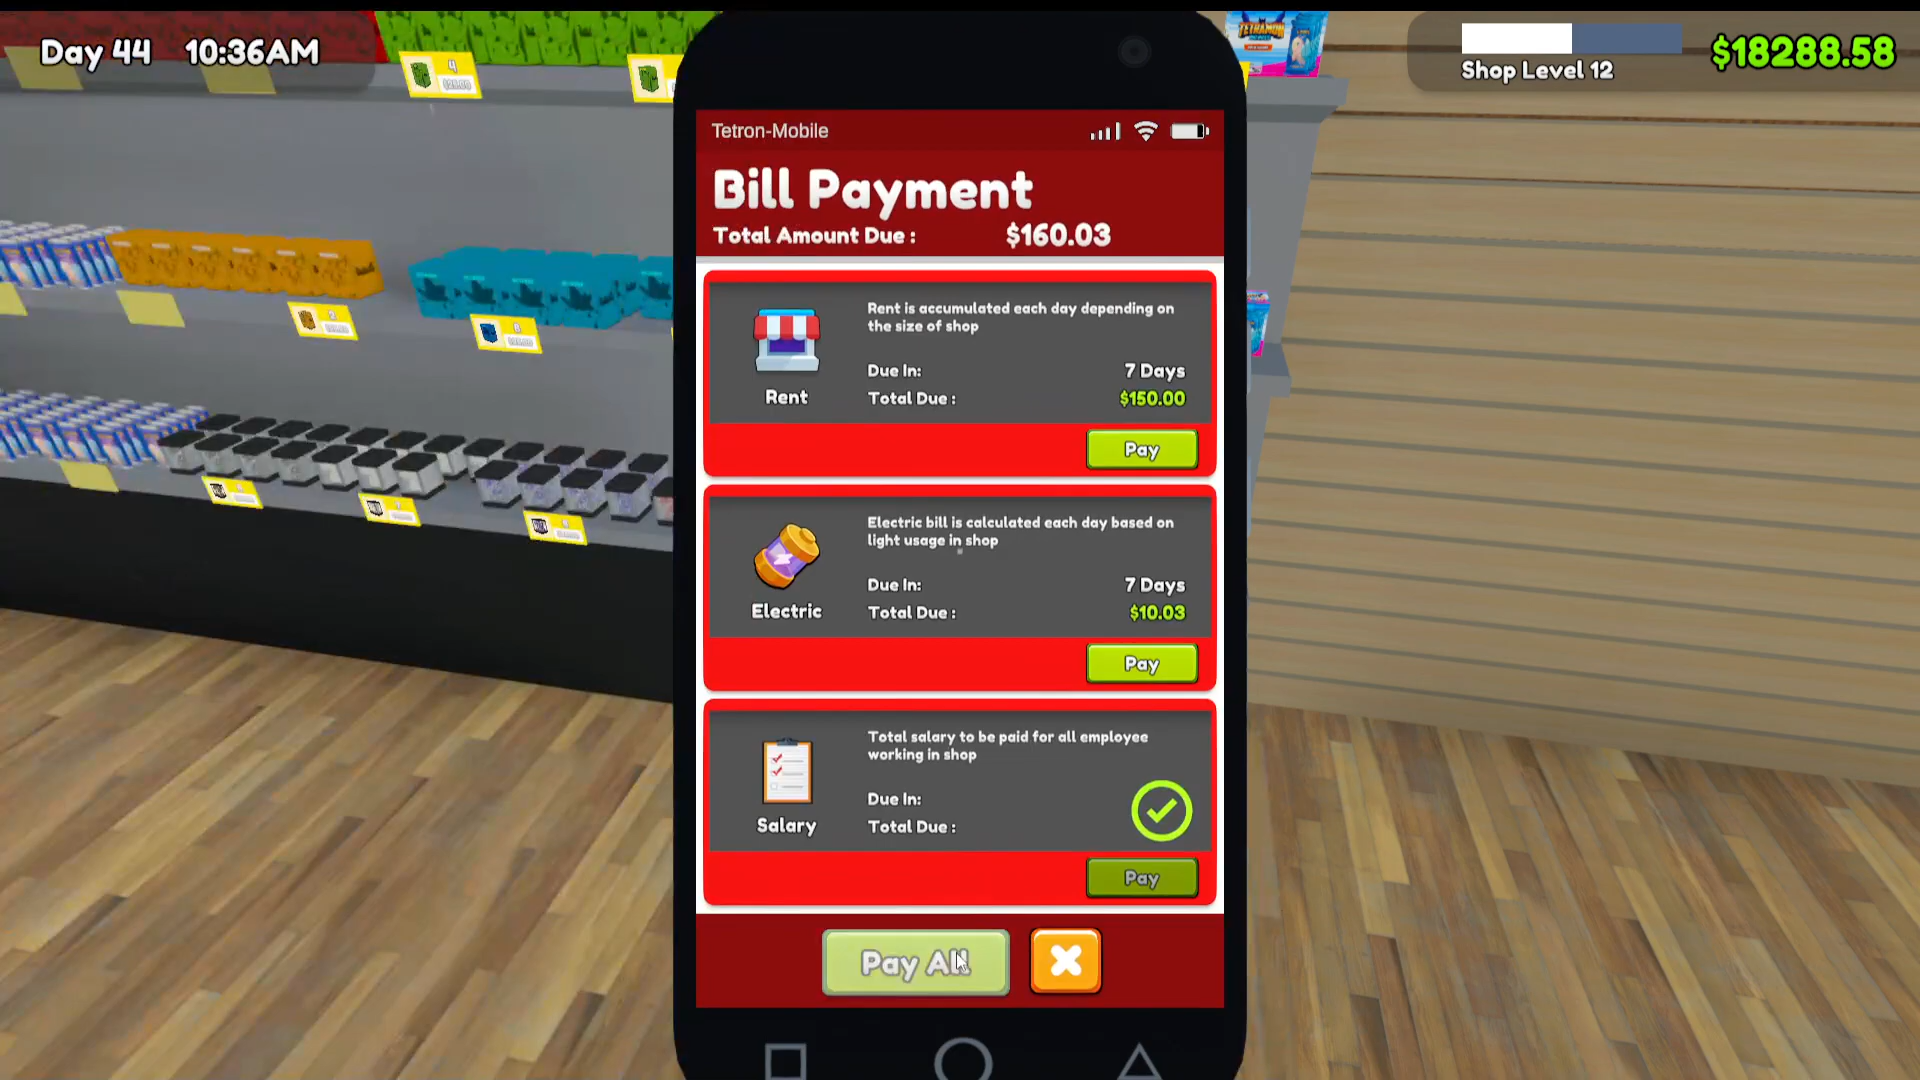 Day 44 10:36AM
Shop Level 12
$18288.58
TETRAMON
4
2
8
Tetron-Mobile
Bill Payment
Total Amount Due : $160.03
Rent is accumulated each day depending on
the size of shop
Due In: 7 Days
Total Due : $150.00
Rent
Pay
Electric bill is calculated each day based on
light usage in shop
Due In: 7 Days
Total Due : $10.03
Electric
Pay
Total salary to be paid for all employee
working in shop
Due In:
Total Due :
Salary
Pay
Pay All